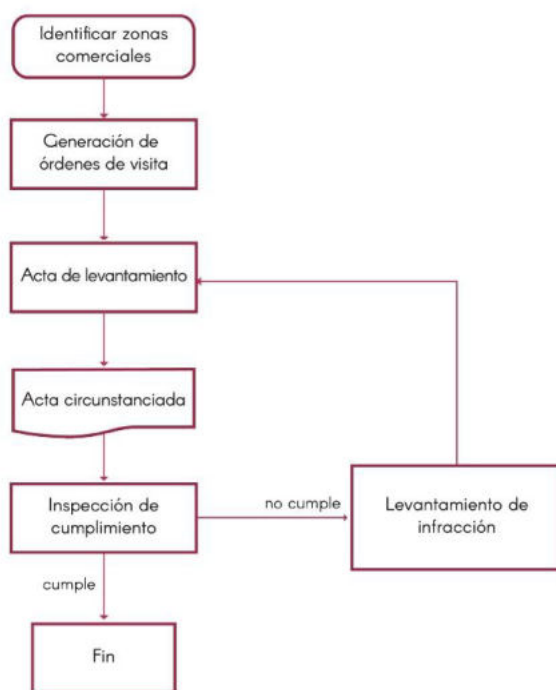 Identificar zonas
comerciales
Generación de
órdenes de visita
Acta de levantamiento
Acta circunstanciada
Inspección de
cumplimiento
no cumple
Levantamiento de
infracción
cumple
Fin